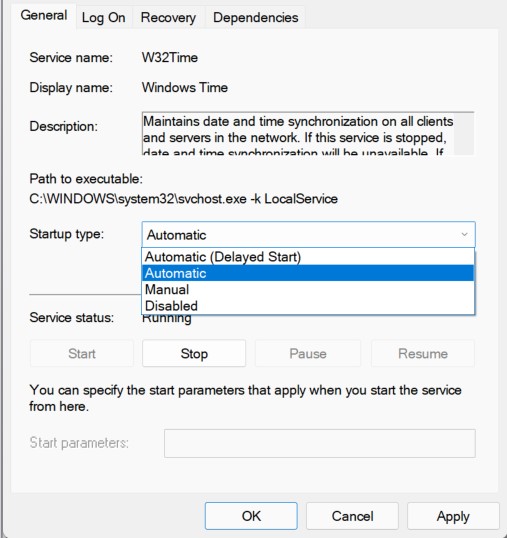 General Log On Recovery Dependencies
Service name: W32Time
Display name: Windows Time
Description: Maintains date and time synchronization on all clients
and servers in the network. If this service is stopped,
date and time synchronization will be unavailable. If
Path to executable:
C:\WINDOWS\system32\svchost.exe -k LocalService
Startup type: Automatic
Automatic (Delayed Start)
Automatic
Manual
Disabled
Service status: Running
Start Stop Pause Resume
You can specify the start parameters that apply when you start the service
from here.
Start parameters:
OK Cancel Apply